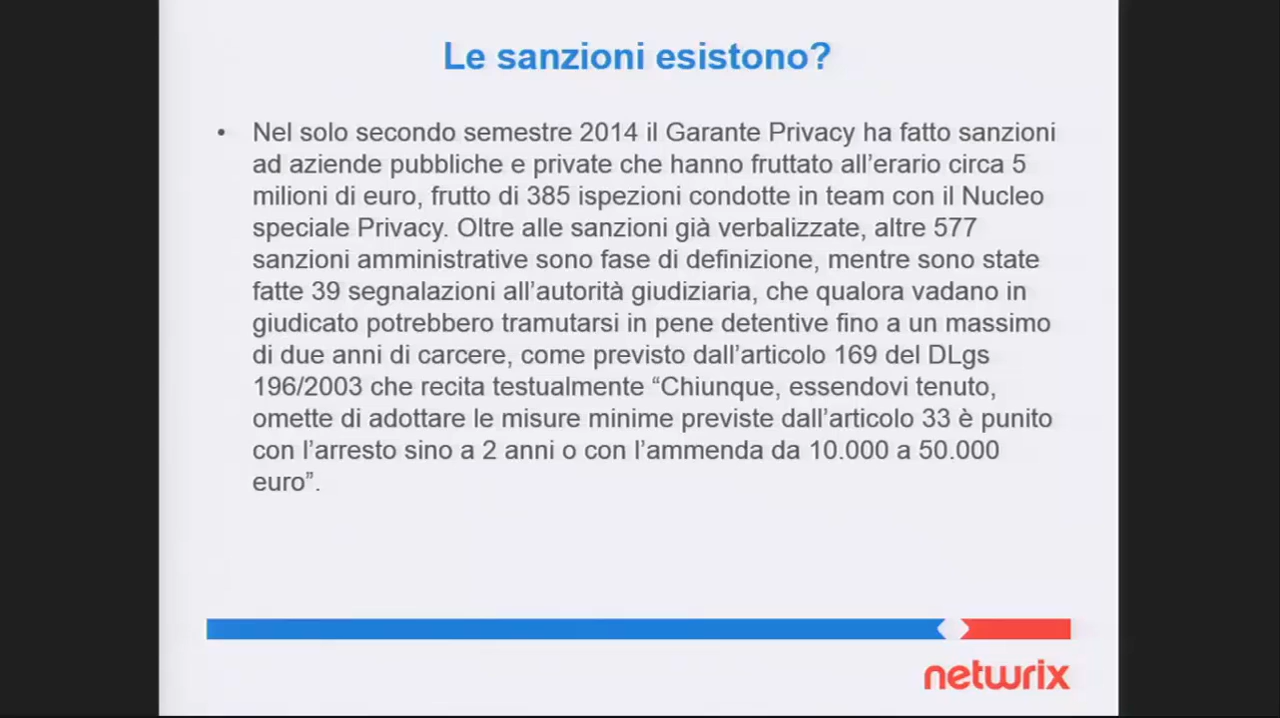 Le sanzioni esistono?
• Nel solo secondo semestre 2014 il Garante Privacy ha fatto sanzioni
ad aziende pubbliche e private che hanno fruttato all’erario circa 5
milioni di euro, frutto di 385 ispezioni condotte in team con il Nucleo
speciale Privacy. Oltre alle sanzioni già verbalizzate, altre 577
sanzioni amministrative sono fase di definizione, mentre sono state
fatte 39 segnalazioni all’autorità giudiziaria, che qualora vadano in
giudicato potrebbero tramutarsi in pene detentive fino a un massimo
di due anni di carcere, come previsto dall’articolo 169 del DLgs
196/2003 che recita testualmente “Chiunque, essendovi tenuto,
omette di adottare le misure minime previste dall’articolo 33 è punito
con l’arresto sino a 2 anni o con l’ammenda da 10.000 a 50.000
euro”.
netwrix